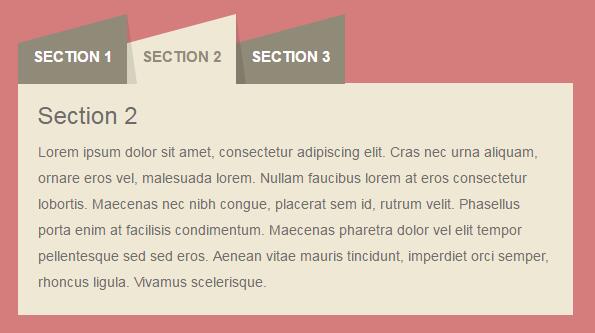 SECTION 1 SECTION 2 SECTION 3
Section 2
Lorem ipsum dolor sit amet, consectetur adipiscing elit. Cras nec urna aliquam,
ornare eros vel, malesuada lorem. Nullam faucibus lorem at eros consectetur
lobortis. Maecenas nec nibh congue, placerat sem id, rutrum velit. Phasellus
porta enim at facilisis condimentum. Maecenas pharetra dolor vel elit tempor
pellentesque sed sed eros. Aenean vitae mauris tincidunt, imperdiet orci semper,
rhoncus ligula. Vivamus scelerisque.